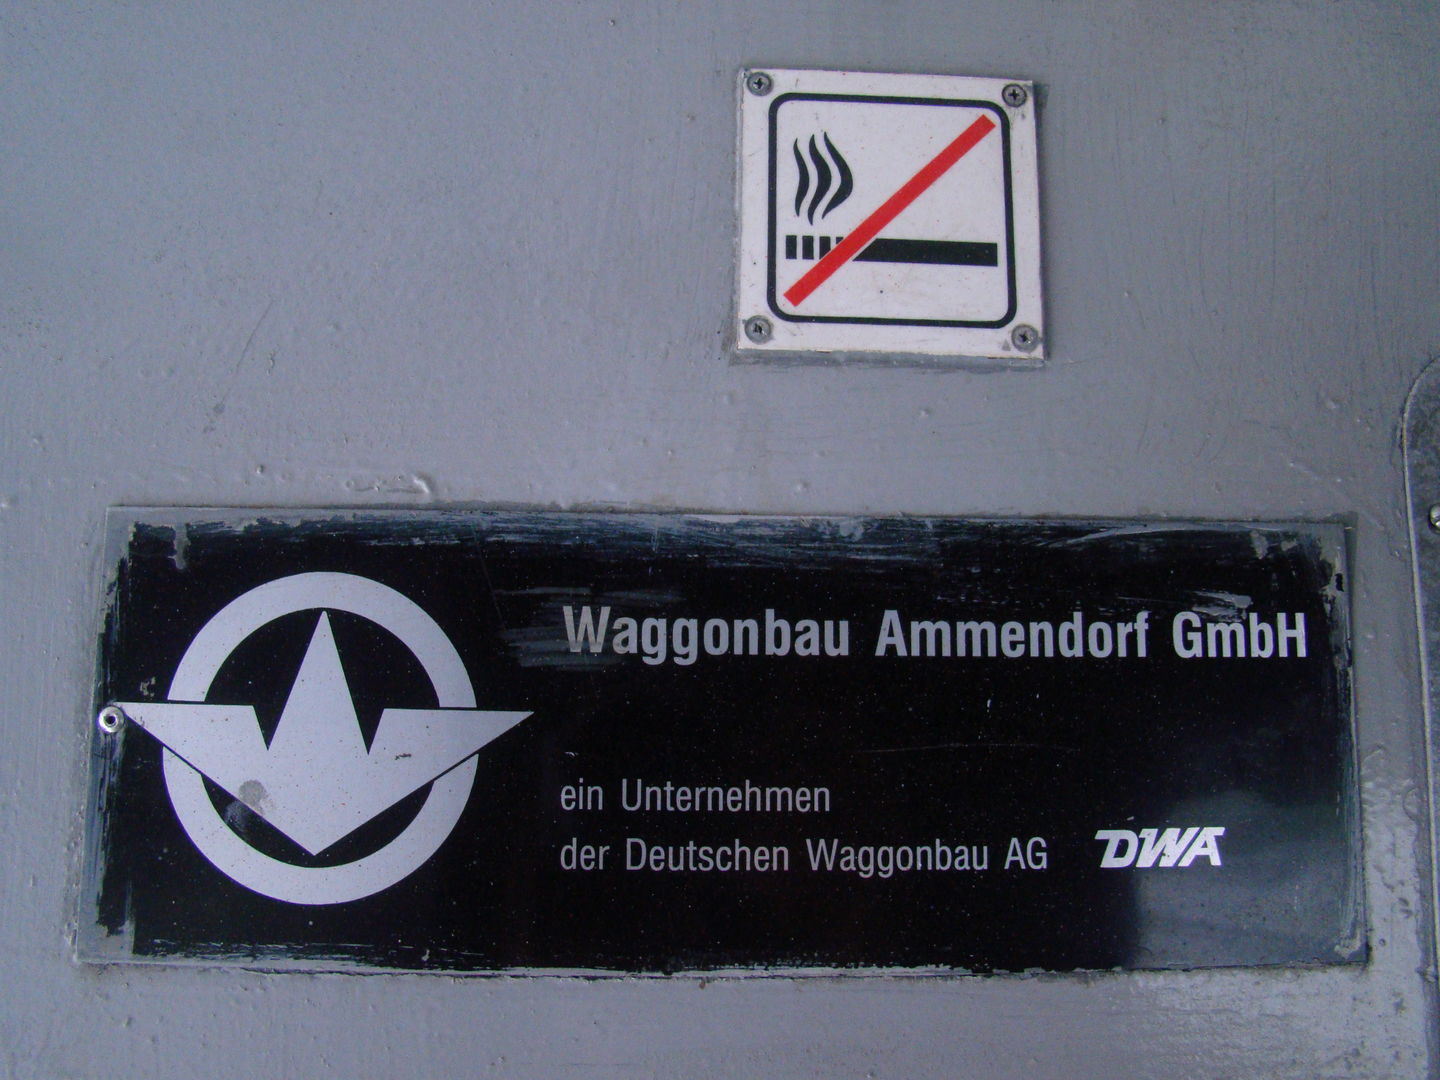 Waggonbau Ammendorf GmbH
ein Unternehmen
der Deutschen Waggonbau AG DWA